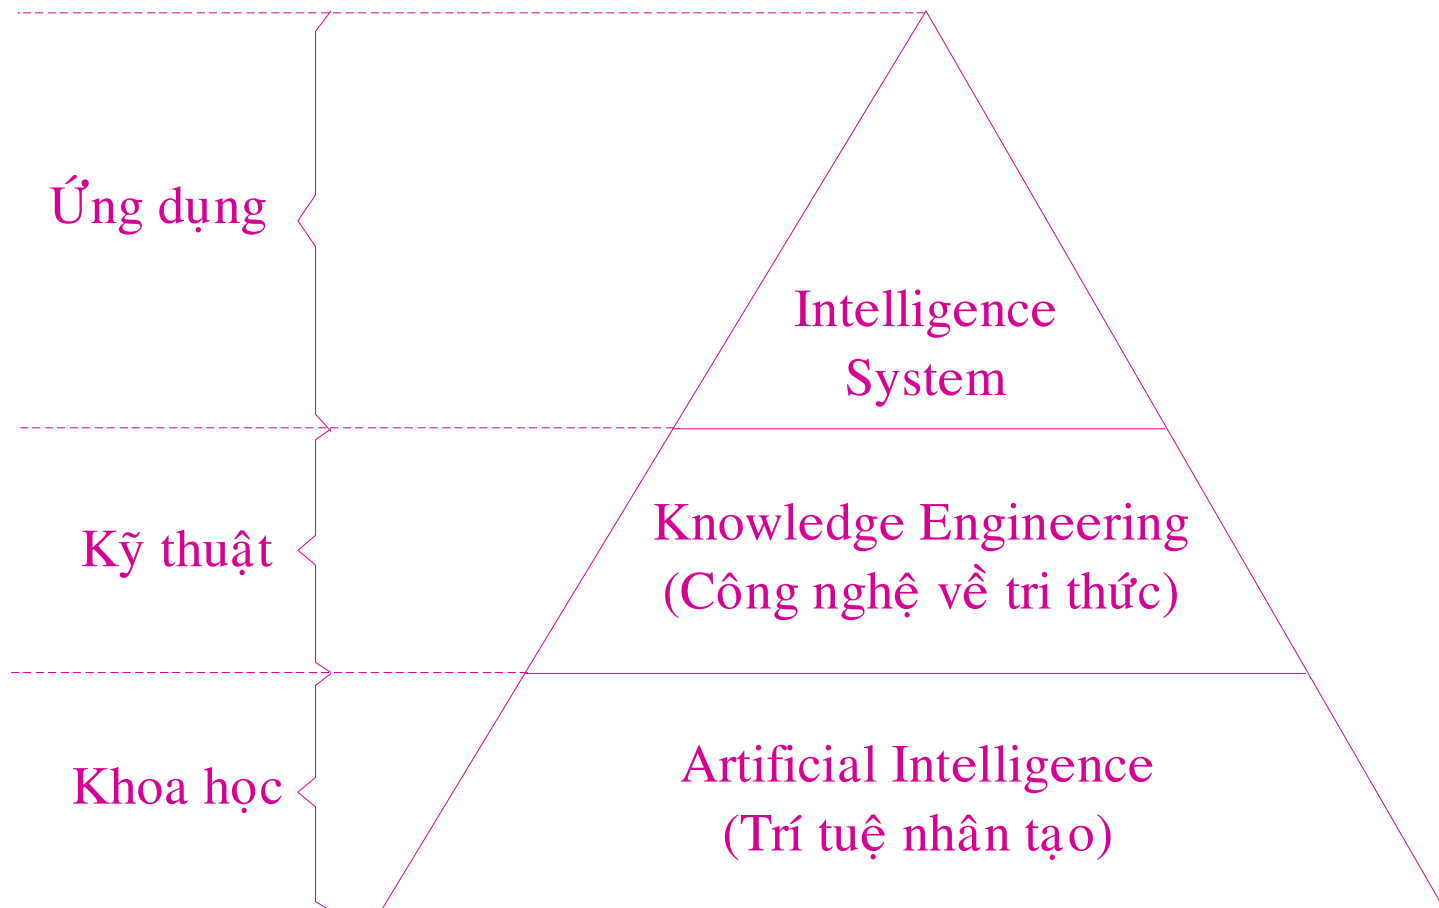 Ứng dụng
Intelligence
System
Kỹ thuật
Knowledge Engineering
(Công nghệ về tri thức)
Khoa học
Artificial Intelligence
(Trí tuệ nhân tạo)